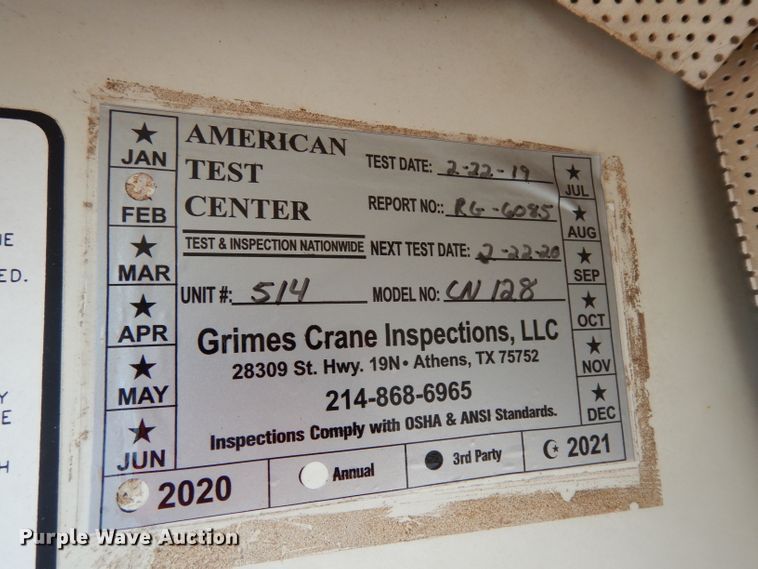 AMERICAN
TEST
CENTER
TEST & INSPECTION NATIONWIDE
TEST DATE: 2-22-19
REPORT NO:: RG-6085
NEXT TEST DATE: 2-22-20
UNIT #: 514
MODEL NO: CN 128
Grimes Crane Inspections, LLC
28309 St. Hwy. 19N • Athens, TX 75752
214-868-6965
Inspections Comply with OSHA & ANSI Standards.
★ JAN
FEB
★ MAR
★ APR
★ MAY
★ JUN
★ JUL
★ AUG
★ SEP
★ OCT
★ NOV
★ DEC
2020
Annual
3rd Party
☪ 2021
E
ED.
Y
E
H
Purple Wave Auction